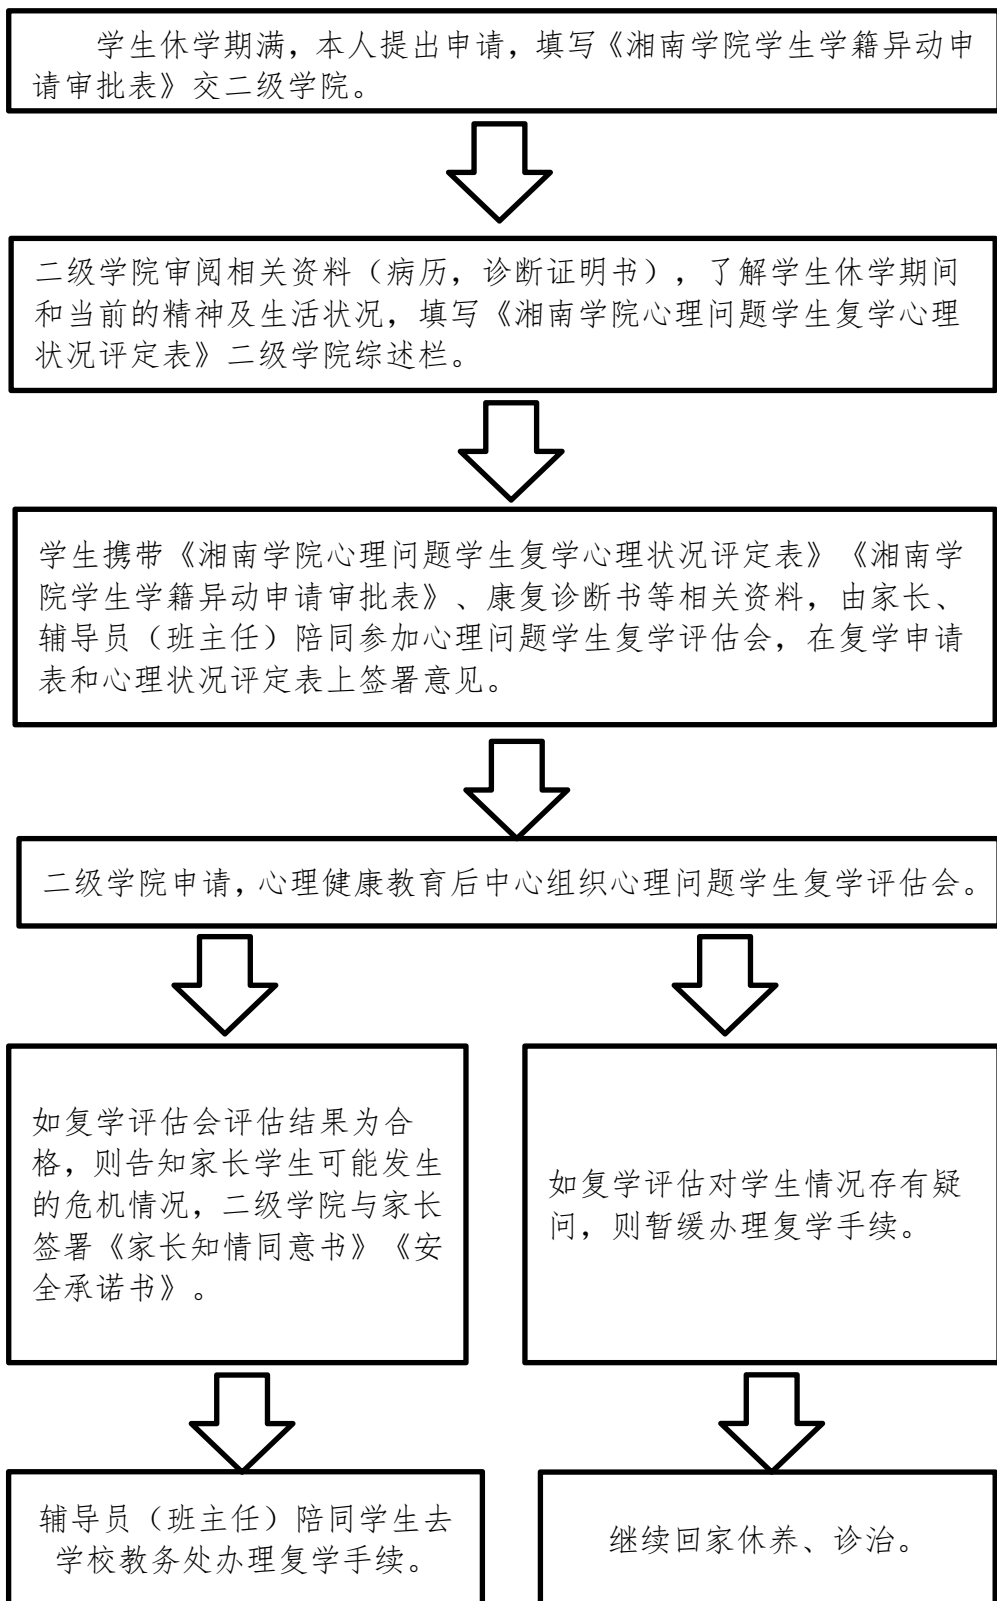 学生休学期满，本人提出申请，填写《湘南学院学生学籍异动申
请审批表》交二级学院。
二级学院审阅相关资料（病历，诊断证明书），了解学生休学期间
和当前的精神及生活状况，填写《湘南学院心理问题学生复学心理
状况评定表》二级学院综述栏。
学生携带《湘南学院心理问题学生复学心理状况评定表》《湘南学
院学生学籍异动申请审批表》、康复诊断书等相关资料，由家长、
辅导员（班主任）陪同参加心理问题学生复学评估会，在复学申请
表和心理状况评定表上签署意见。
二级学院申请，心理健康教育后中心组织心理问题学生复学评估会。
如复学评估会评估结果为合
格，则告知家长学生可能发生
的危机情况，二级学院与家长
签署《家长知情同意书》《安
全承诺书》。
如复学评估对学生情况存有疑
问，则暂缓办理复学手续。
辅导员（班主任）陪同学生去
学校教务处办理复学手续。
继续回家休养、诊治。